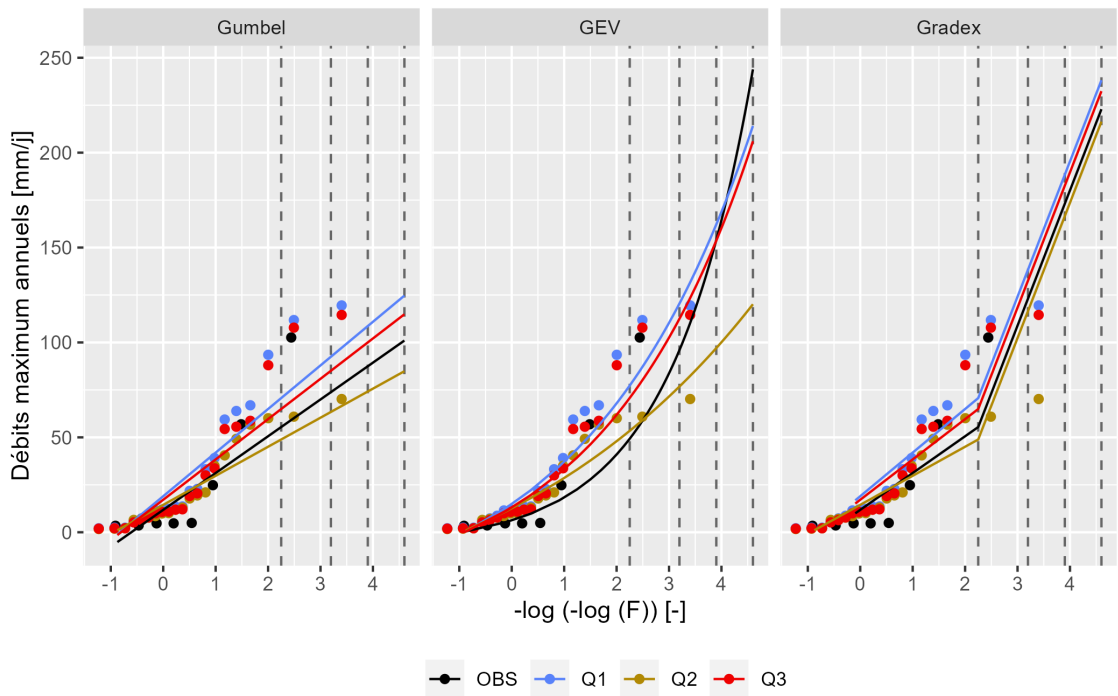 Gumbel GEV Gradex
Débits maximum annuels [mm/j]
250
200
150
100
50
0
-1 0 1 2 3 4 -1 0 1 2 3 4 -1 0 1 2 3 4
-log (-log (F)) [-]
OBS Q1 Q2 Q3